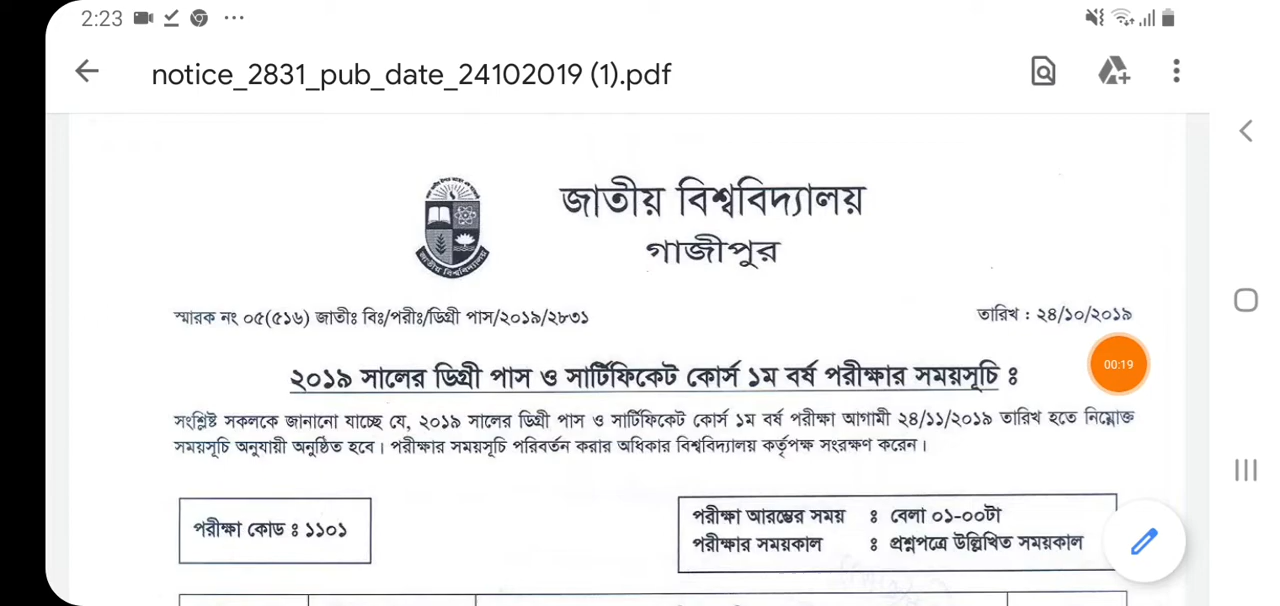 2:23
notice_2831_pub_date_24102019 (1).pdf
জাতীয় বিশ্ববিদ্যালয়
গাজীপুর
জাতীয় বিশ্ববিদ্যালয়
স্মারক নং ০৫(৫১৬) জাতীঃ বিঃ/পরীঃ/ডিগ্রী পাস/২০১৯/২৮৩১
তারিখ : ২৪/১০/২০১৯
00:19
২০১৯ সালের ডিগ্রী পাস ও সার্টিফিকেট কোর্স ১ম বর্ষ পরীক্ষার সময়সূচি ঃ
সংশ্লিষ্ট সকলকে জানানো যাচ্ছে যে, ২০১৯ সালের ডিগ্রী পাস ও সার্টিফিকেট কোর্স ১ম বর্ষ পরীক্ষা আগামী ২৪/১১/২০১৯ তারিখ হতে নিম্নোক্ত
সময়সূচি অনুযায়ী অনুষ্ঠিত হবে। পরীক্ষার সময়সূচি পরিবর্তন করার অধিকার বিশ্ববিদ্যালয় কর্তৃপক্ষ সংরক্ষণ করেন।
পরীক্ষা কোড ঃ ১১০১
পরীক্ষা আরম্ভের সময় ঃ বেলা ০১-০০টা
পরীক্ষার সময়কাল ঃ প্রশ্নপত্রে উল্লিখিত সময়কাল